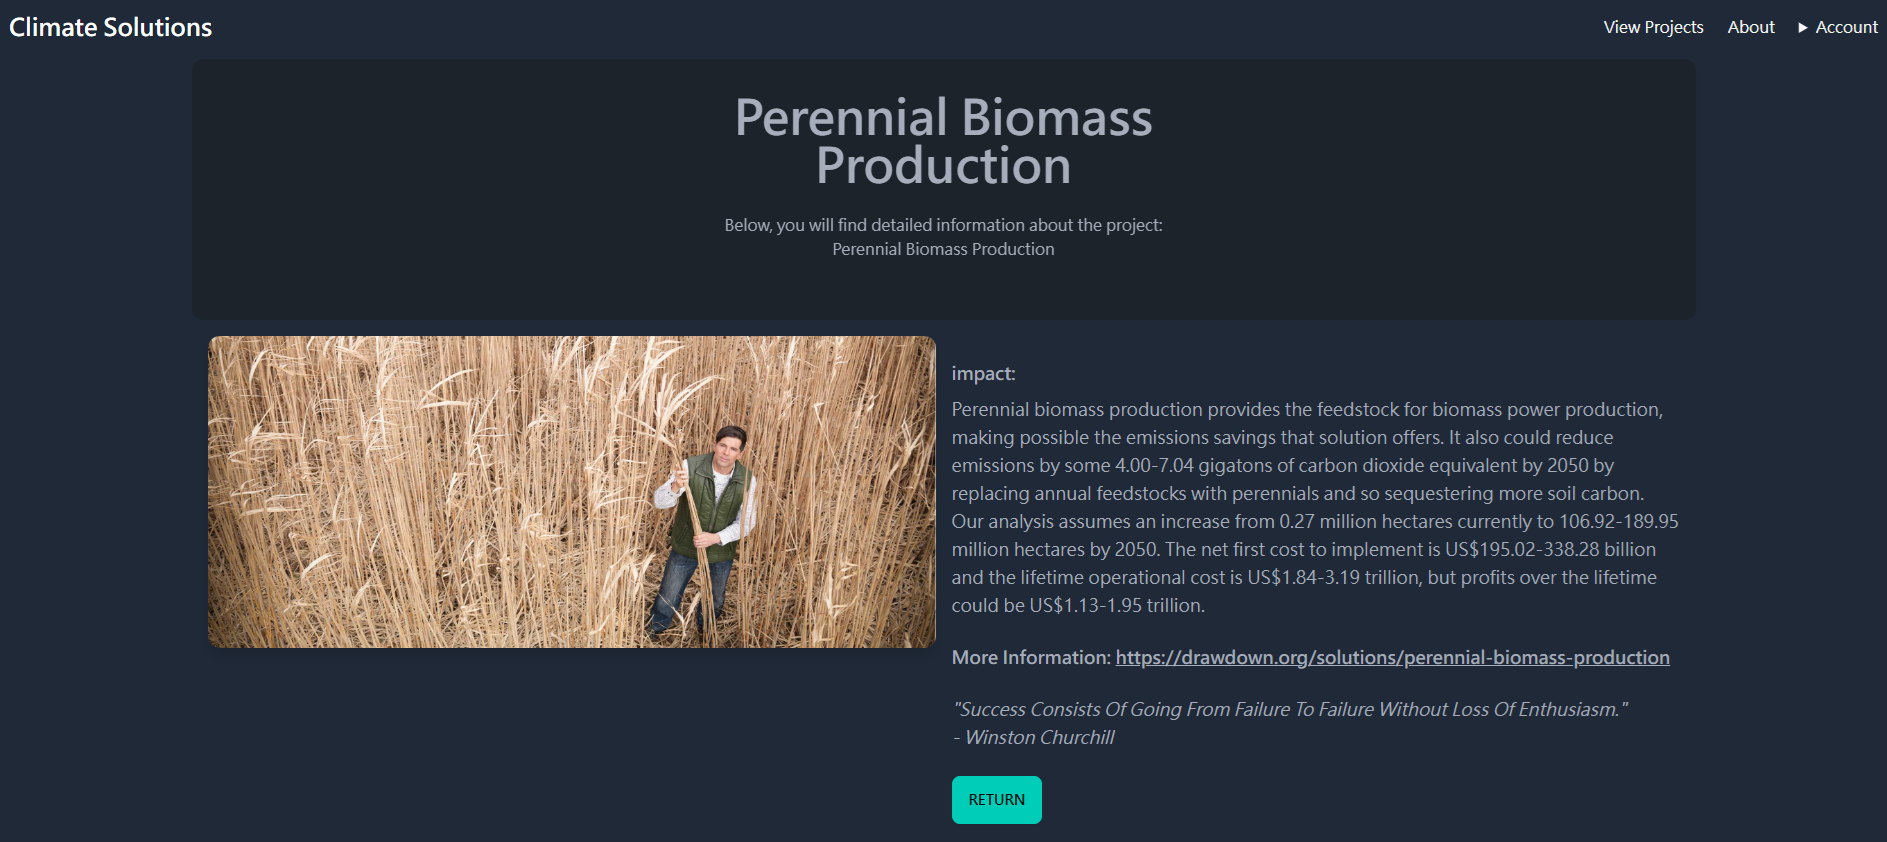 Climate Solutions
View Projects
About
Account
Perennial Biomass
Production
Below, you will find detailed information about the project:
Perennial Biomass Production
impact:
Perennial biomass production provides the feedstock for biomass power production,
making possible the emissions savings that solution offers. It also could reduce
emissions by some 4.00-7.04 gigatons of carbon dioxide equivalent by 2050 by
replacing annual feedstocks with perennials and so sequestering more soil carbon.
Our analysis assumes an increase from 0.27 million hectares currently to 106.92-189.95
million hectares by 2050. The net first cost to implement is US$195.02-338.28 billion
and the lifetime operational cost is US$1.84-3.19 trillion, but profits over the lifetime
could be US$1.13-1.95 trillion.
More Information: https://drawdown.org/solutions/perennial-biomass-production
"Success Consists Of Going From Failure To Failure Without Loss Of Enthusiasm."
- Winston Churchill
RETURN